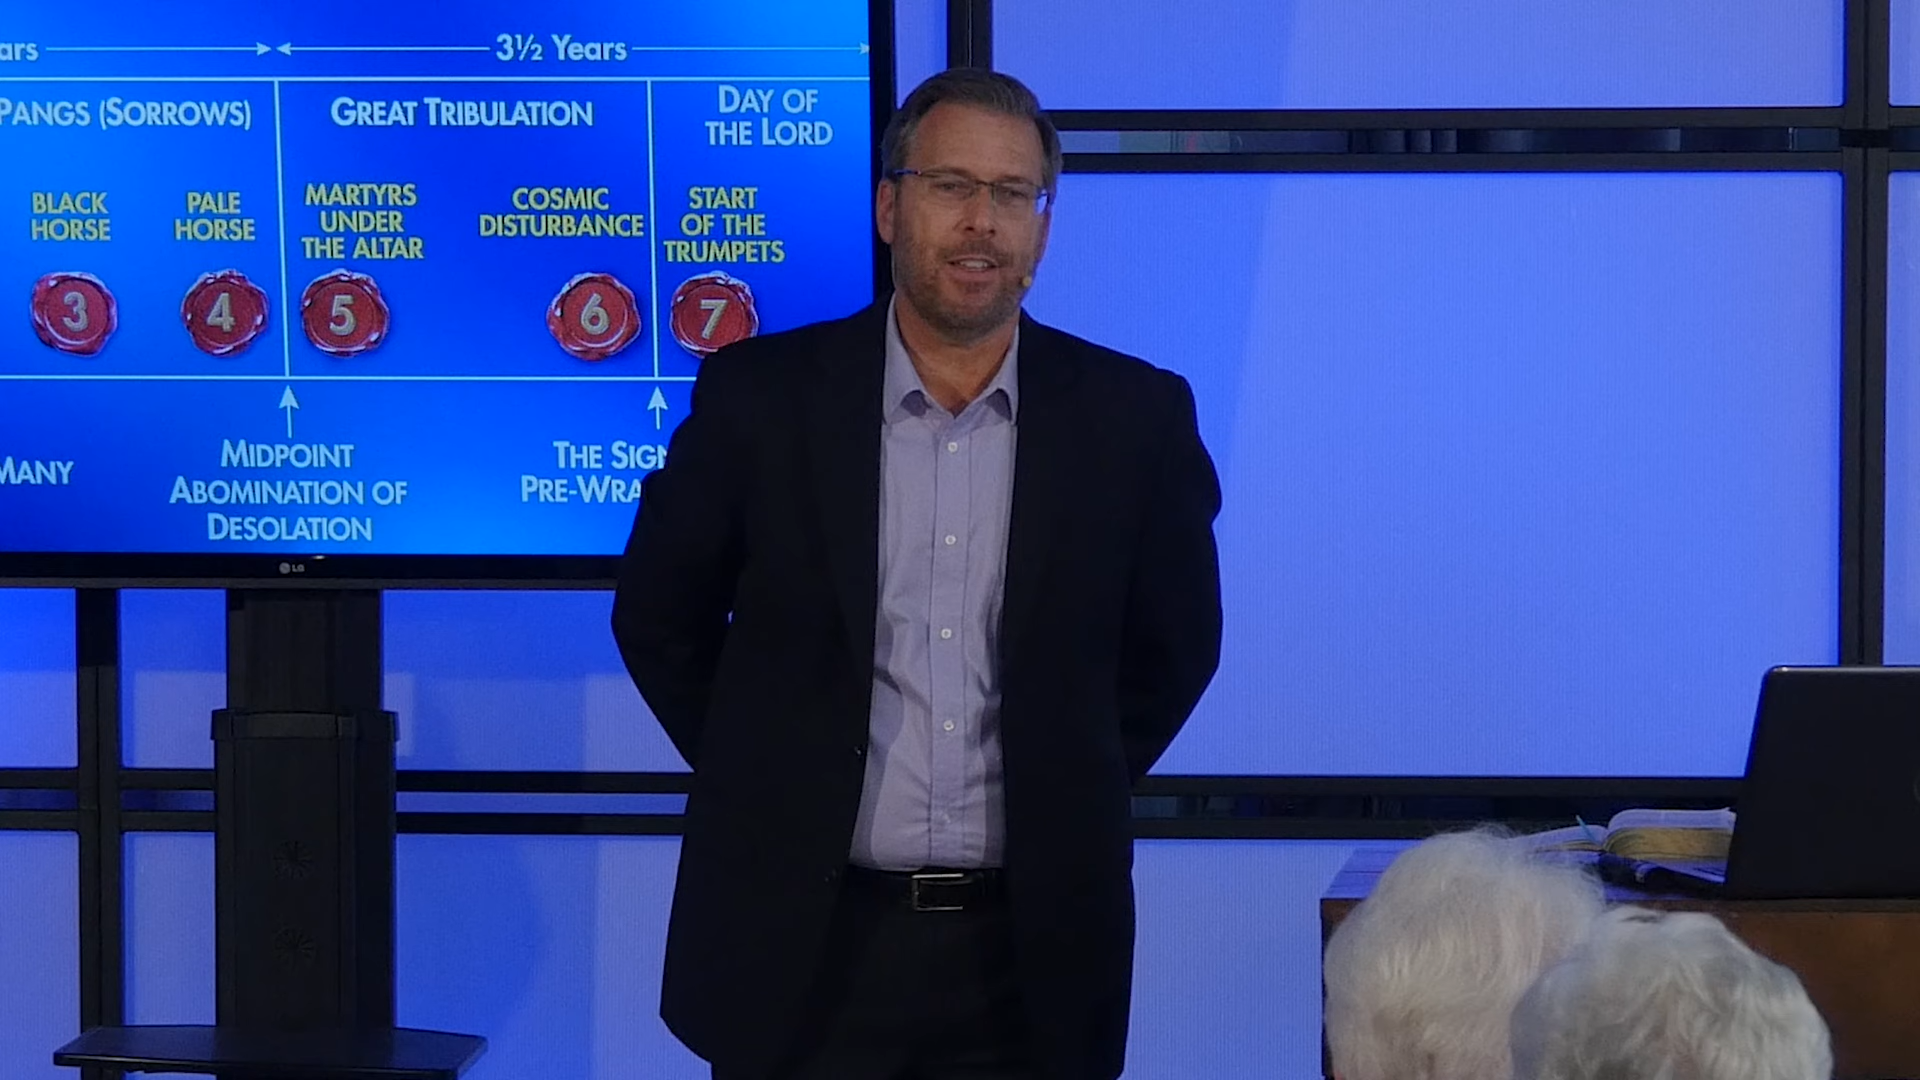 3½ Years
PANGS (SORROWS)
GREAT TRIBULATION
DAY OF
THE LORD
BLACK
HORSE
PALE
HORSE
MARTYRS
UNDER
THE ALTAR
COSMIC
DISTURBANCE
START
OF THE
TRUMPETS
3
4
5
6
7
MANY
MIDPOINT
ABOMINATION OF
DESOLATION
THE SIGN
PRE-WRA
LG